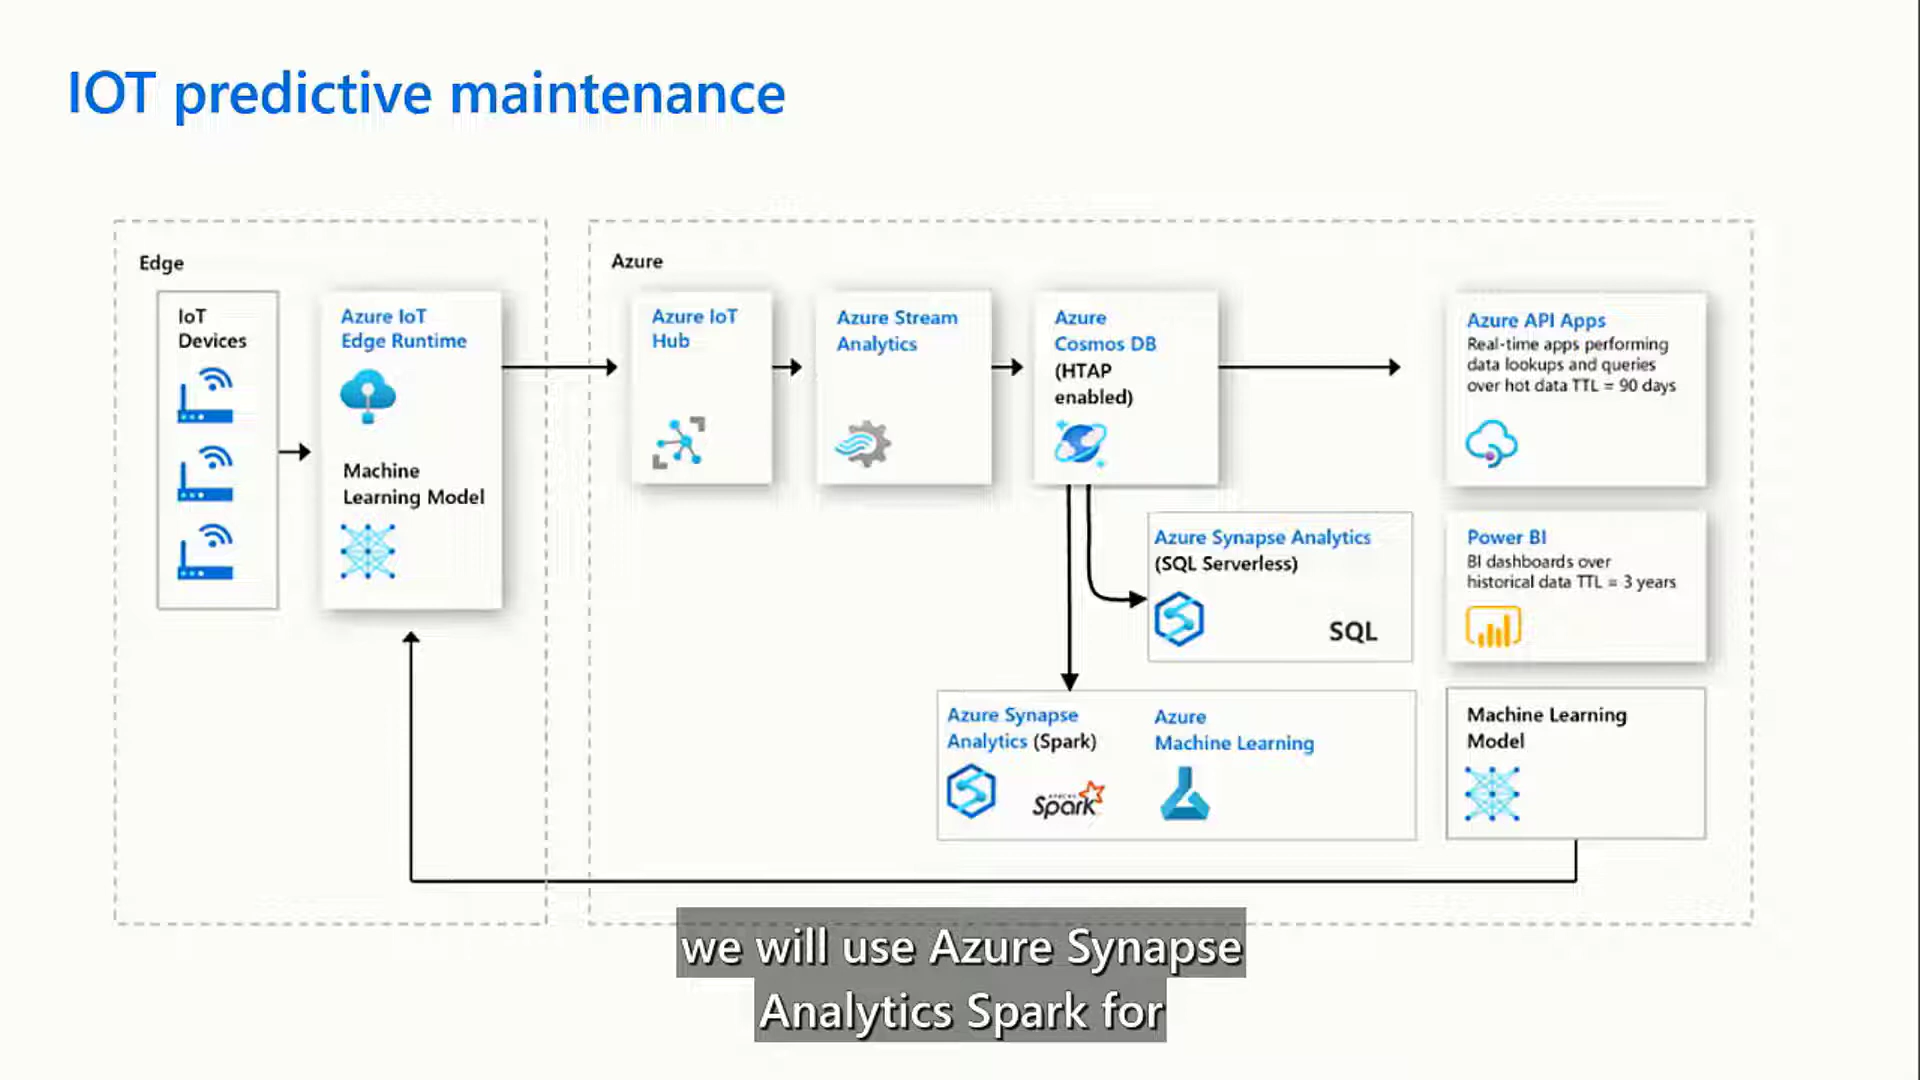 IOT predictive maintenance
Edge
IoT
Devices
Azure IoT
Edge Runtime
Machine
Learning Model
Azure
Azure IoT
Hub
Azure Stream
Analytics
Azure
Cosmos DB
(HTAP
enabled)
Azure API Apps
Real-time apps performing
data lookups and queries
over hot data TTL = 90 days
Azure Synapse Analytics
(SQL Serverless)
SQL
Power BI
BI dashboards over
historical data TTL = 3 years
Azure Synapse
Analytics (Spark)
APACHE
Spark
Azure
Machine Learning
Machine Learning
Model
we will use Azure Synapse
Analytics Spark for